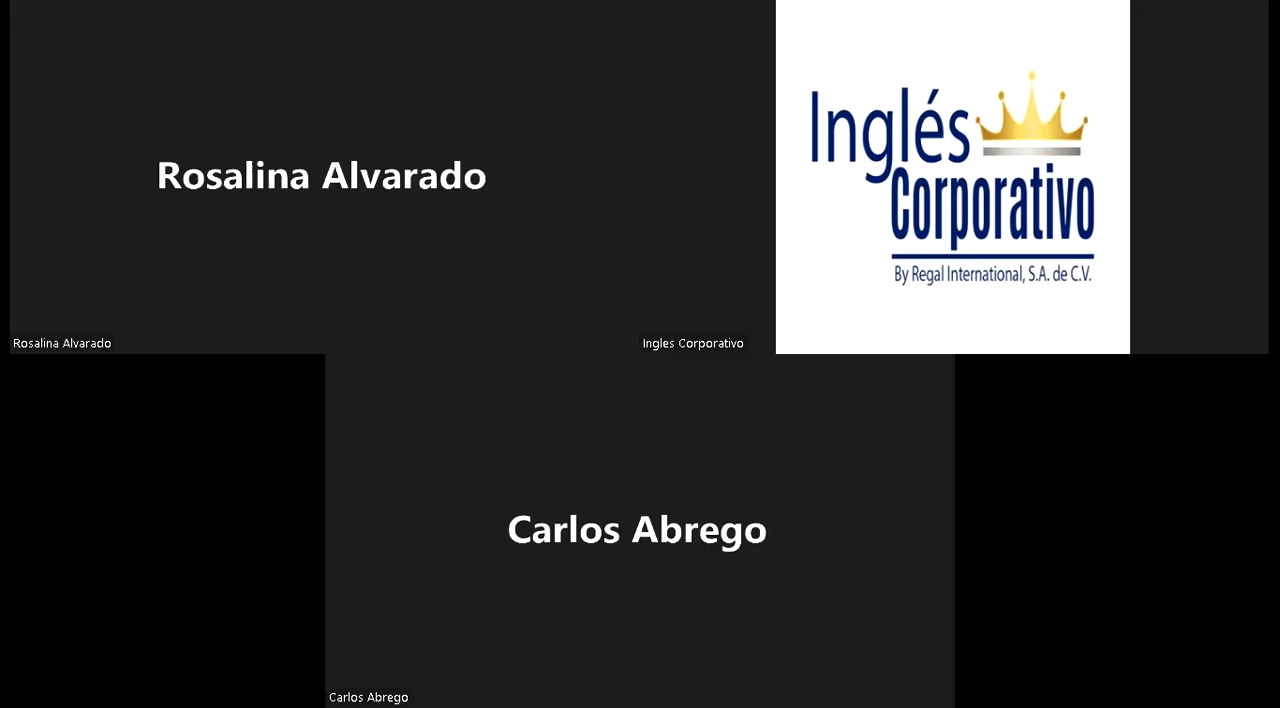 Rosalina Alvarado
Rosalina Alvarado
Inglés
Corporativo
By Regal International, S.A. de C.V.
Ingles Corporativo
Carlos Abrego
Carlos Abrego